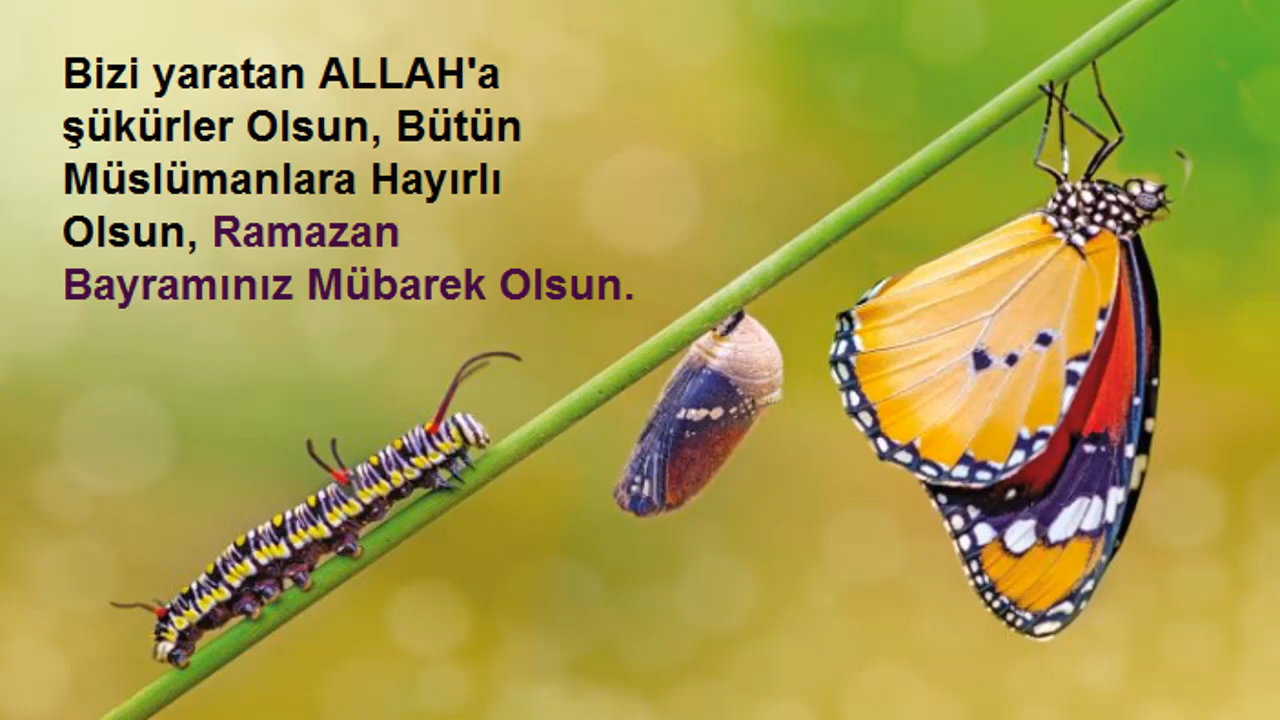 Bizi yaratan ALLAH'a
şükürler Olsun, Bütün
Müslümanlara Hayırlı
Olsun, Ramazan
Bayramınız Mübarek Olsun.